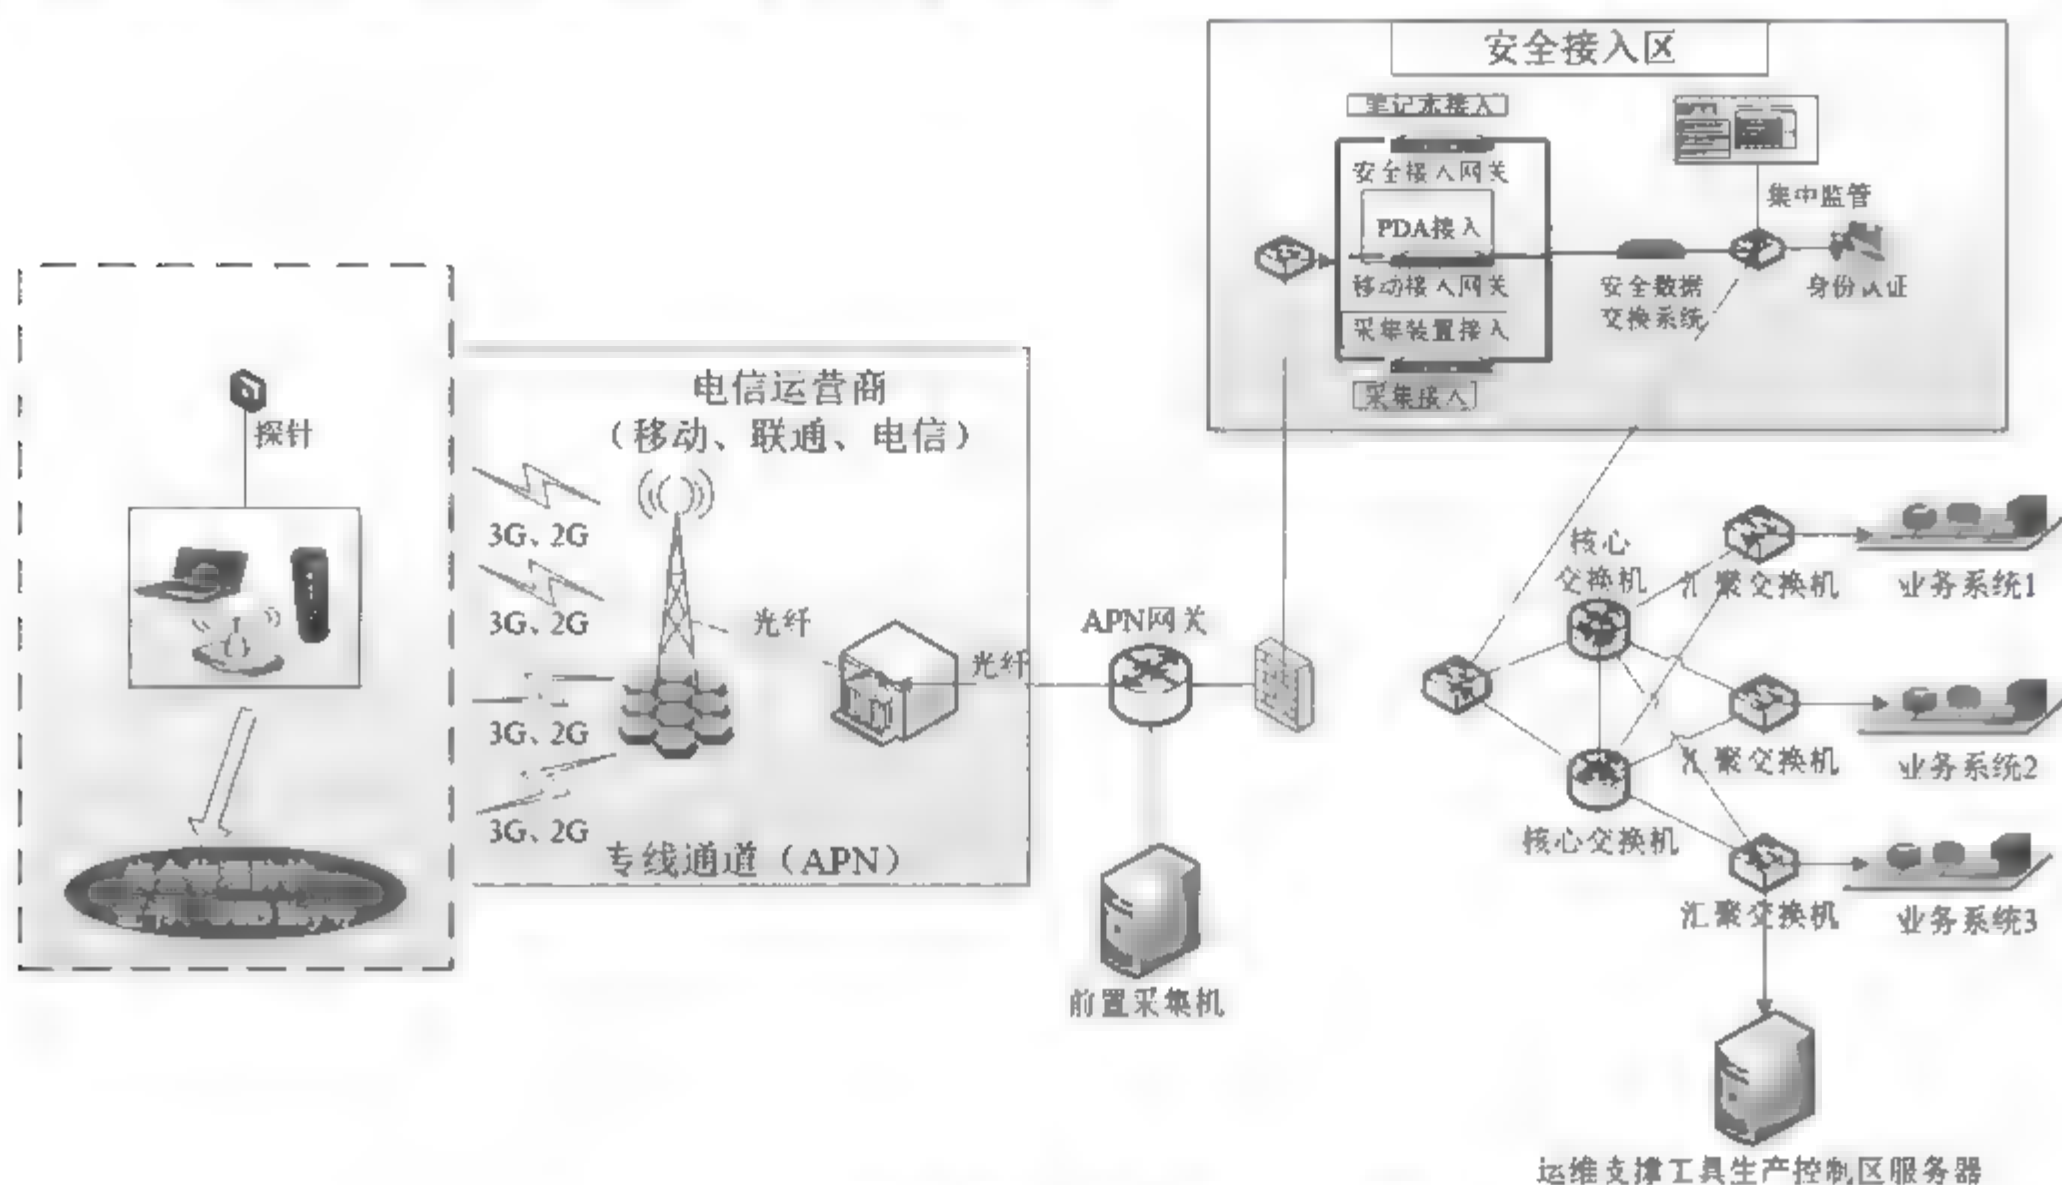 安全接入区
笔记本接入
安全接入网关
PDA接入
移动接入网关
采集装置接入
采集接入
集中监管
安全数据
交换系统
身份认证
探针
电信运营商
（移动、联通、电信）
3G、2G
3G、2G
3G、2G
3G、2G
光纤
光纤
专线通道（APN）
APN网关
前置采集机
核心
交换机
核心交换机
汇聚交换机
业务系统1
汇聚交换机
业务系统2
汇聚交换机
业务系统3
运维支撑工具生产控制区服务器